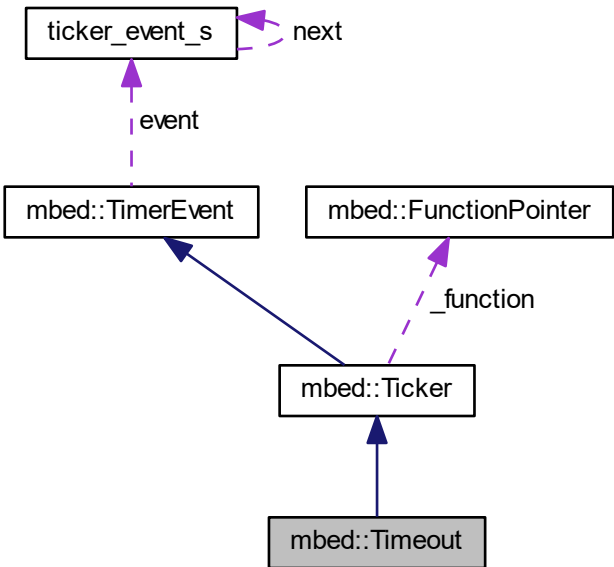 ticker_event_s
next
event
mbed::TimerEvent
mbed::FunctionPointer
_function
mbed::Ticker
mbed::Timeout